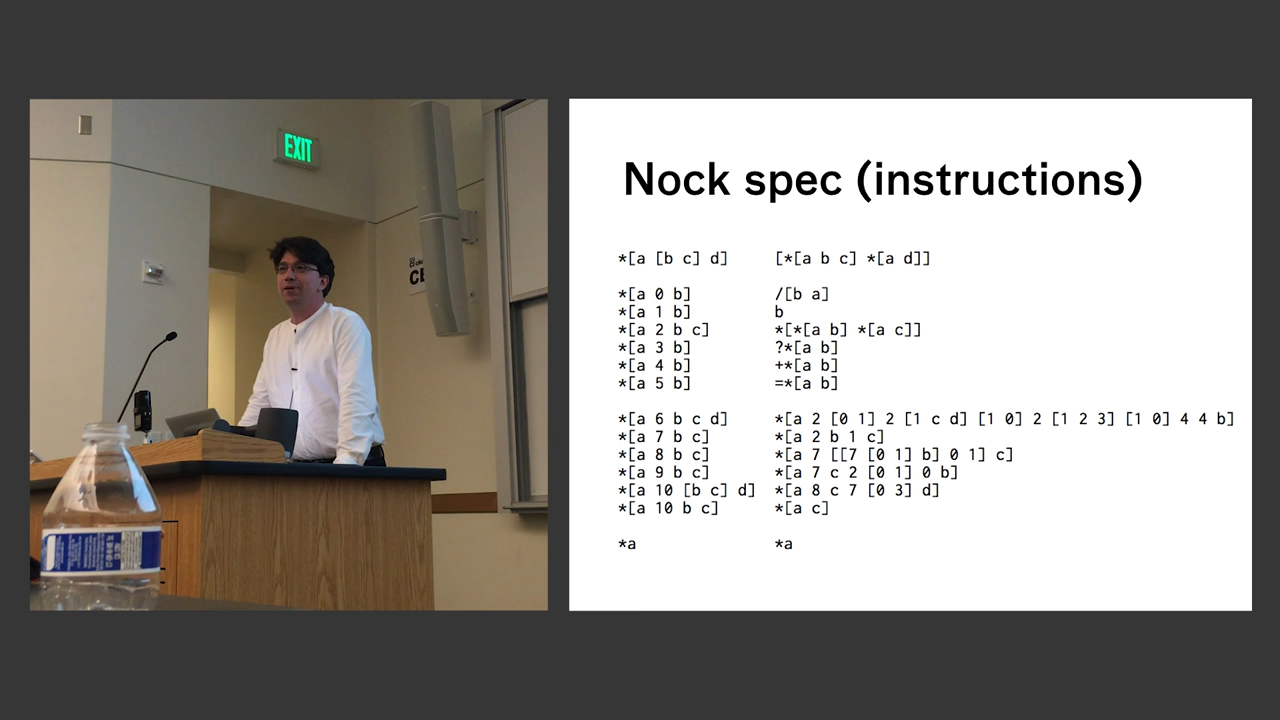 EXIT
Nock spec (instructions)
*[a [b c] d] [*[a b c] *[a d]]
*[a 0 b] /[b a]
*[a 1 b] b
*[a 2 b c] *[*[a b] *[a c]]
*[a 3 b] ?*[a b]
*[a 4 b] +*[a b]
*[a 5 b] =*[a b]
*[a 6 b c d] *[a 2 [0 1] 2 [1 c d] [1 0] 2 [1 2 3] [1 0] 4 4 b]
*[a 7 b c] *[a 2 b 1 c]
*[a 8 b c] *[a 7 [[7 [0 1] b] 0 1] c]
*[a 9 b c] *[a 7 c 2 [0 1] 0 b]
*[a 10 [b c] d] *[a 8 c 7 [0 3] d]
*[a 10 b c] *[a c]
*a *a